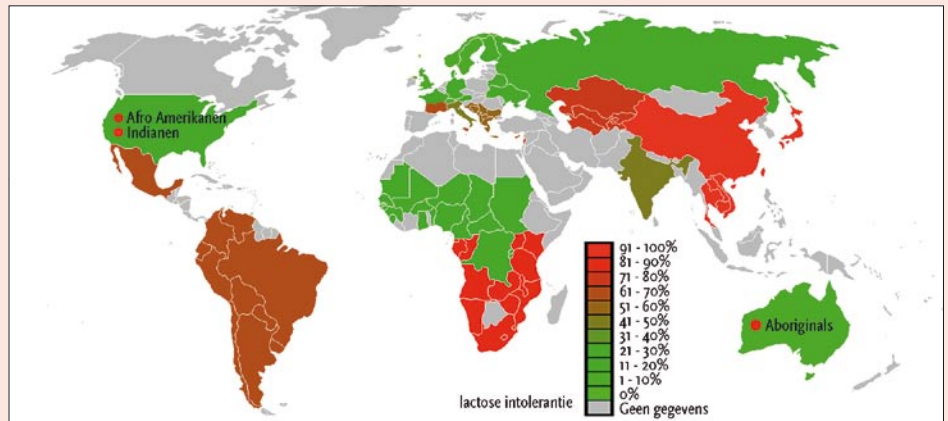 Afro Amerikanen
Indianen
91 - 100%
81 - 90%
71 - 80%
61 - 70%
51 - 60%
41 - 50%
31 - 40%
21 - 30%
11 - 20%
1 - 10%
0%
Geen gegevens
lactose intolerantie
Aboriginals